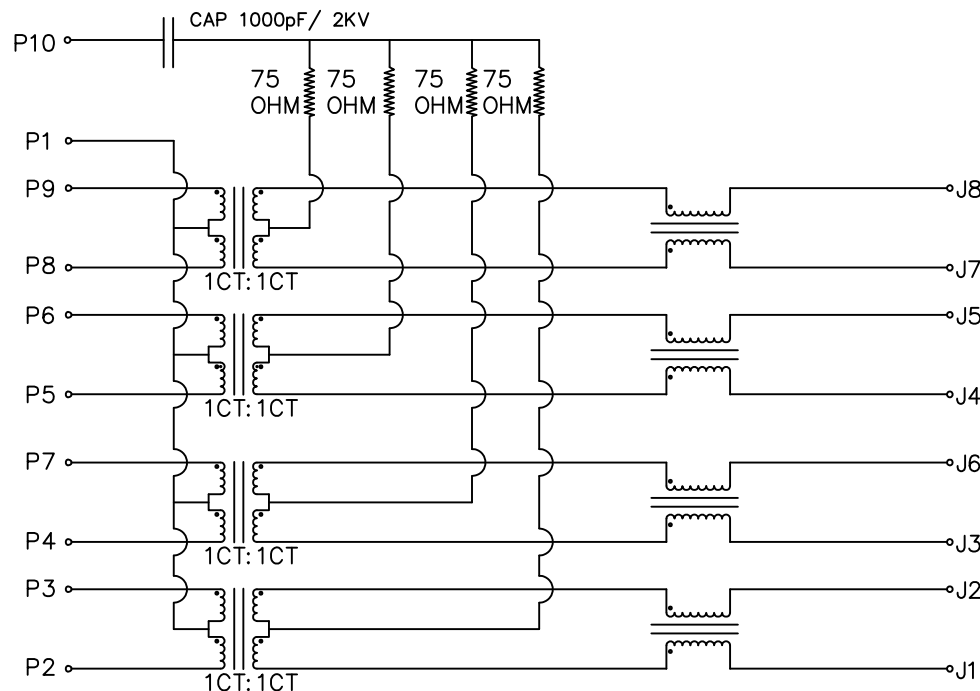 CAP 1000pF/ 2KV
P10
75 75 75 75
OHM OHM OHM OHM
P1
P9 J8
P8 J7
1CT:1CT
P6 J5
P5 J4
1CT:1CT
P7 J6
P4 J3
1CT:1CT
P3 J2
P2 J1
1CT:1CT